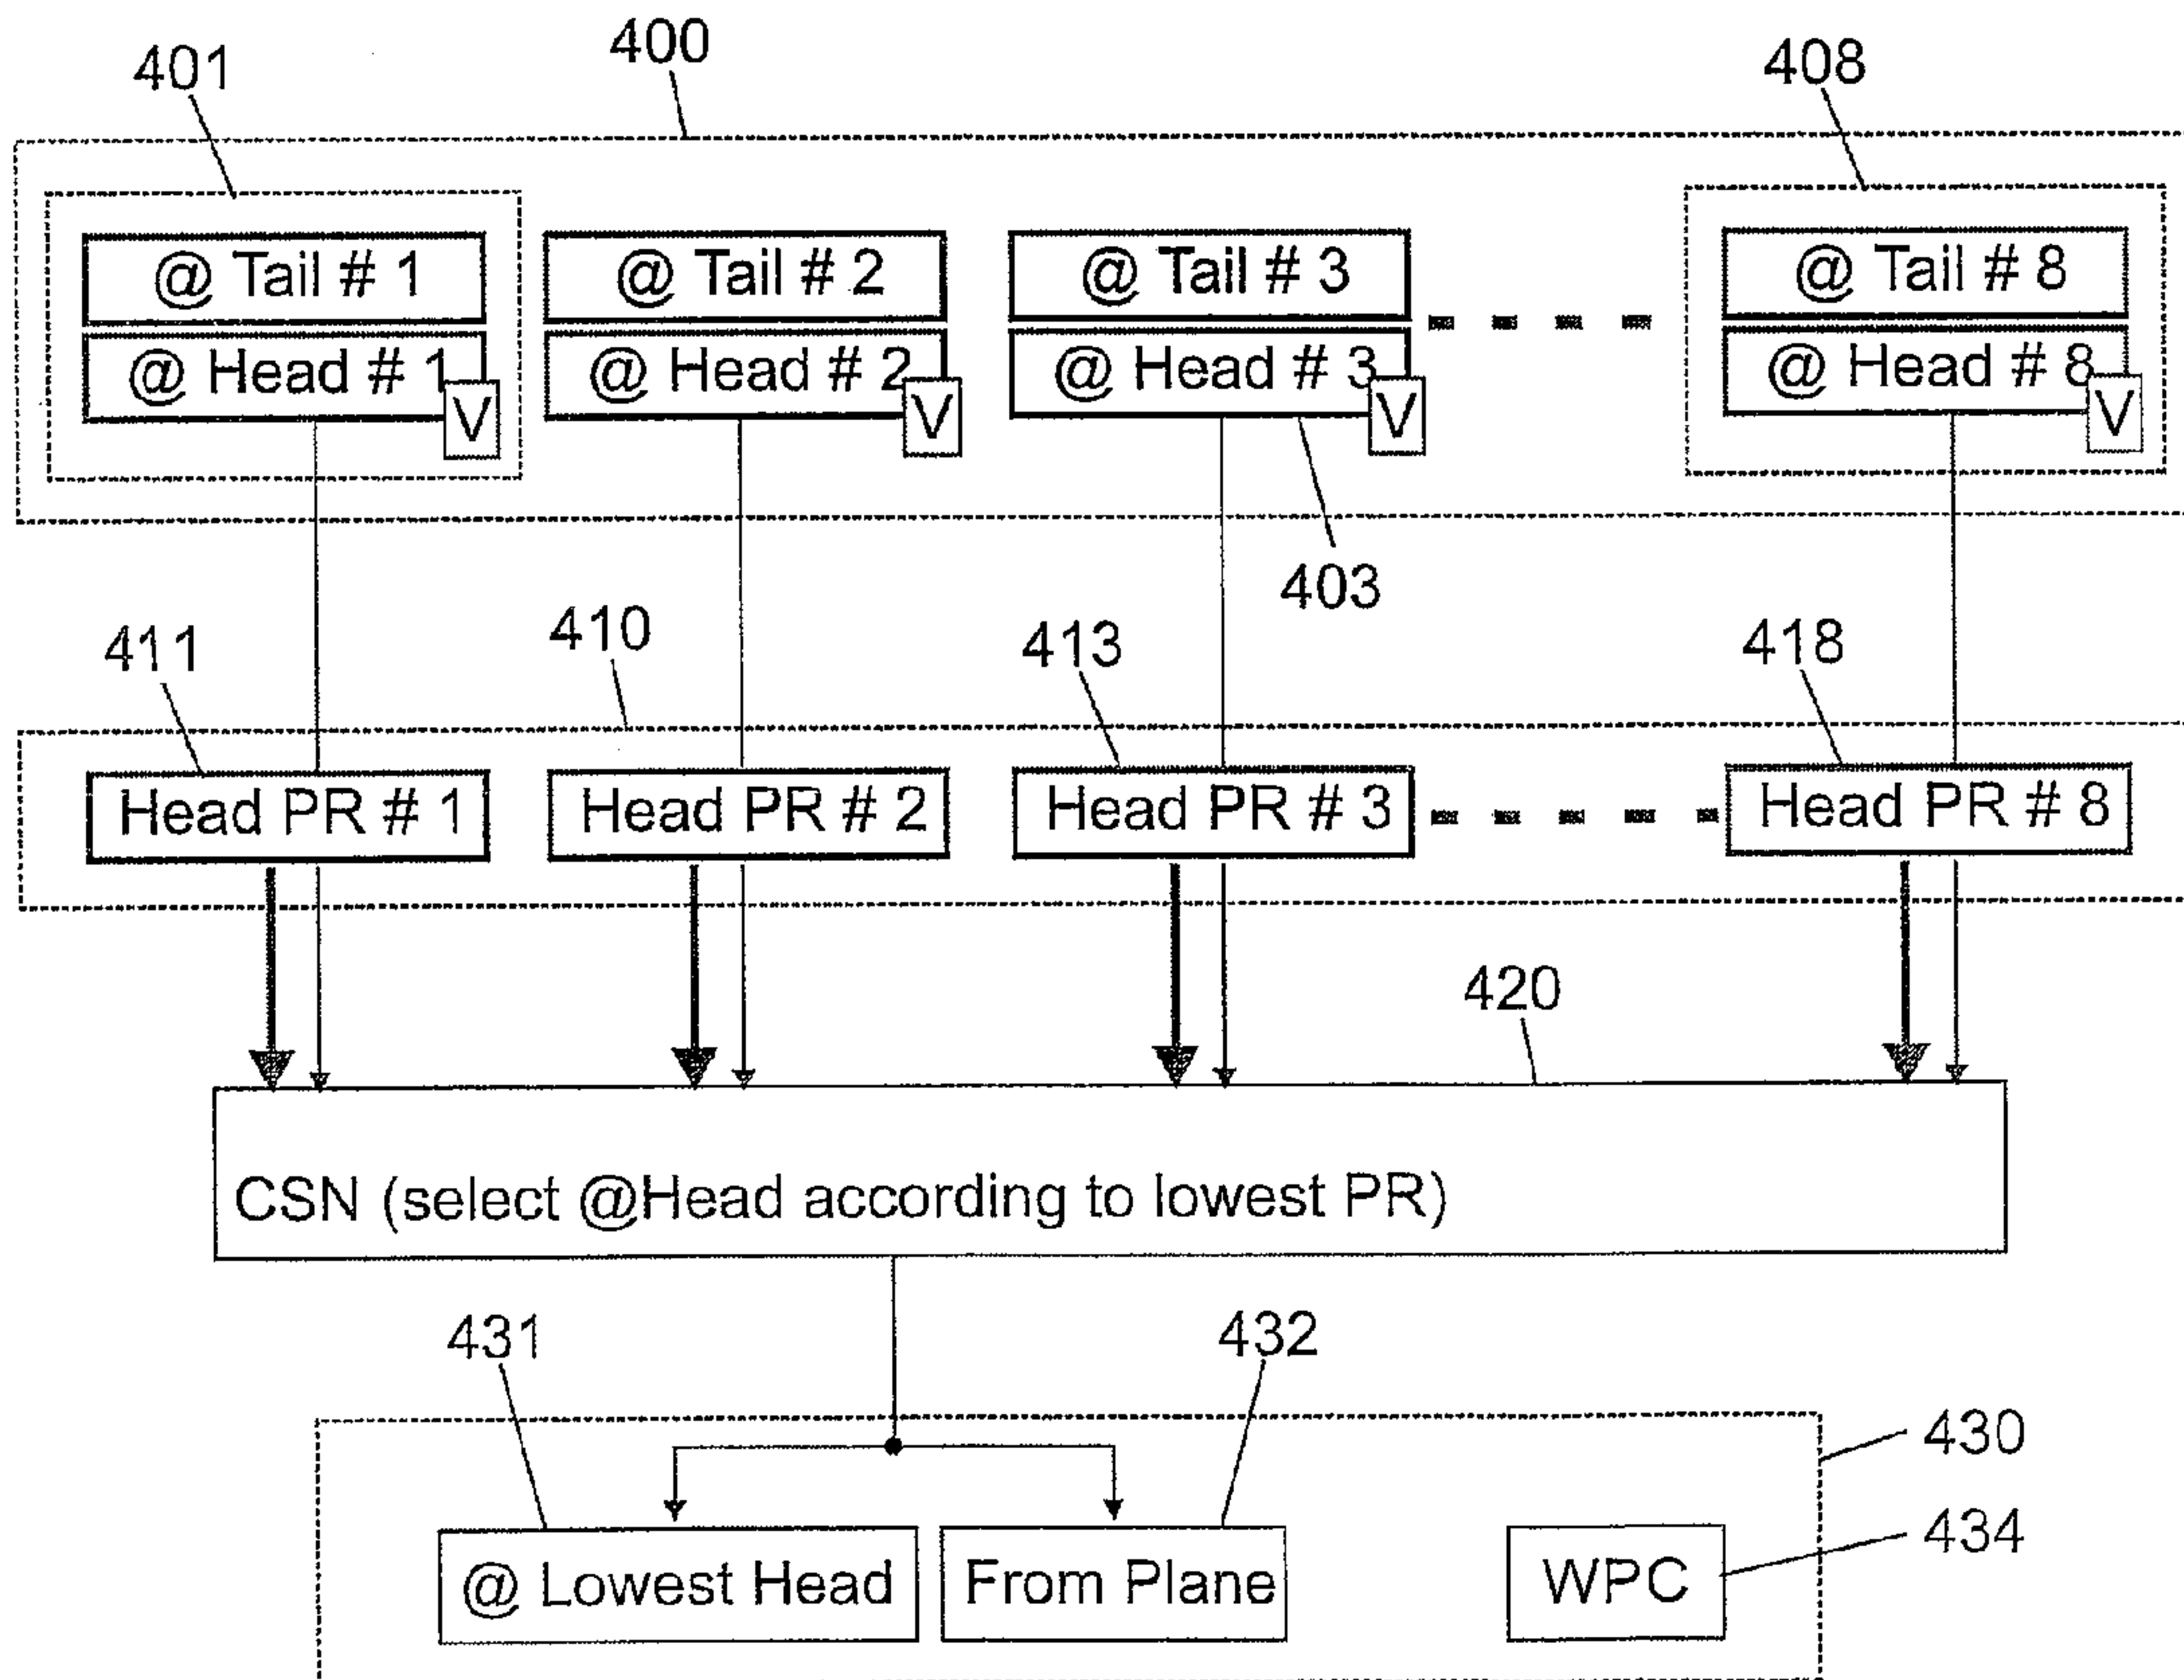 400
401
408
@ Tail # 1
@ Tail # 2
@ Tail # 3
@ Tail # 8
@ Head # 1
@ Head # 2
@ Head # 3
@ Head # 8
V
V
V
V
403
411
410
413
418
Head PR # 1
Head PR # 2
Head PR # 3
Head PR # 8
420
CSN (select @Head according to lowest PR)
431
432
430
434
@ Lowest Head
From Plane
WPC